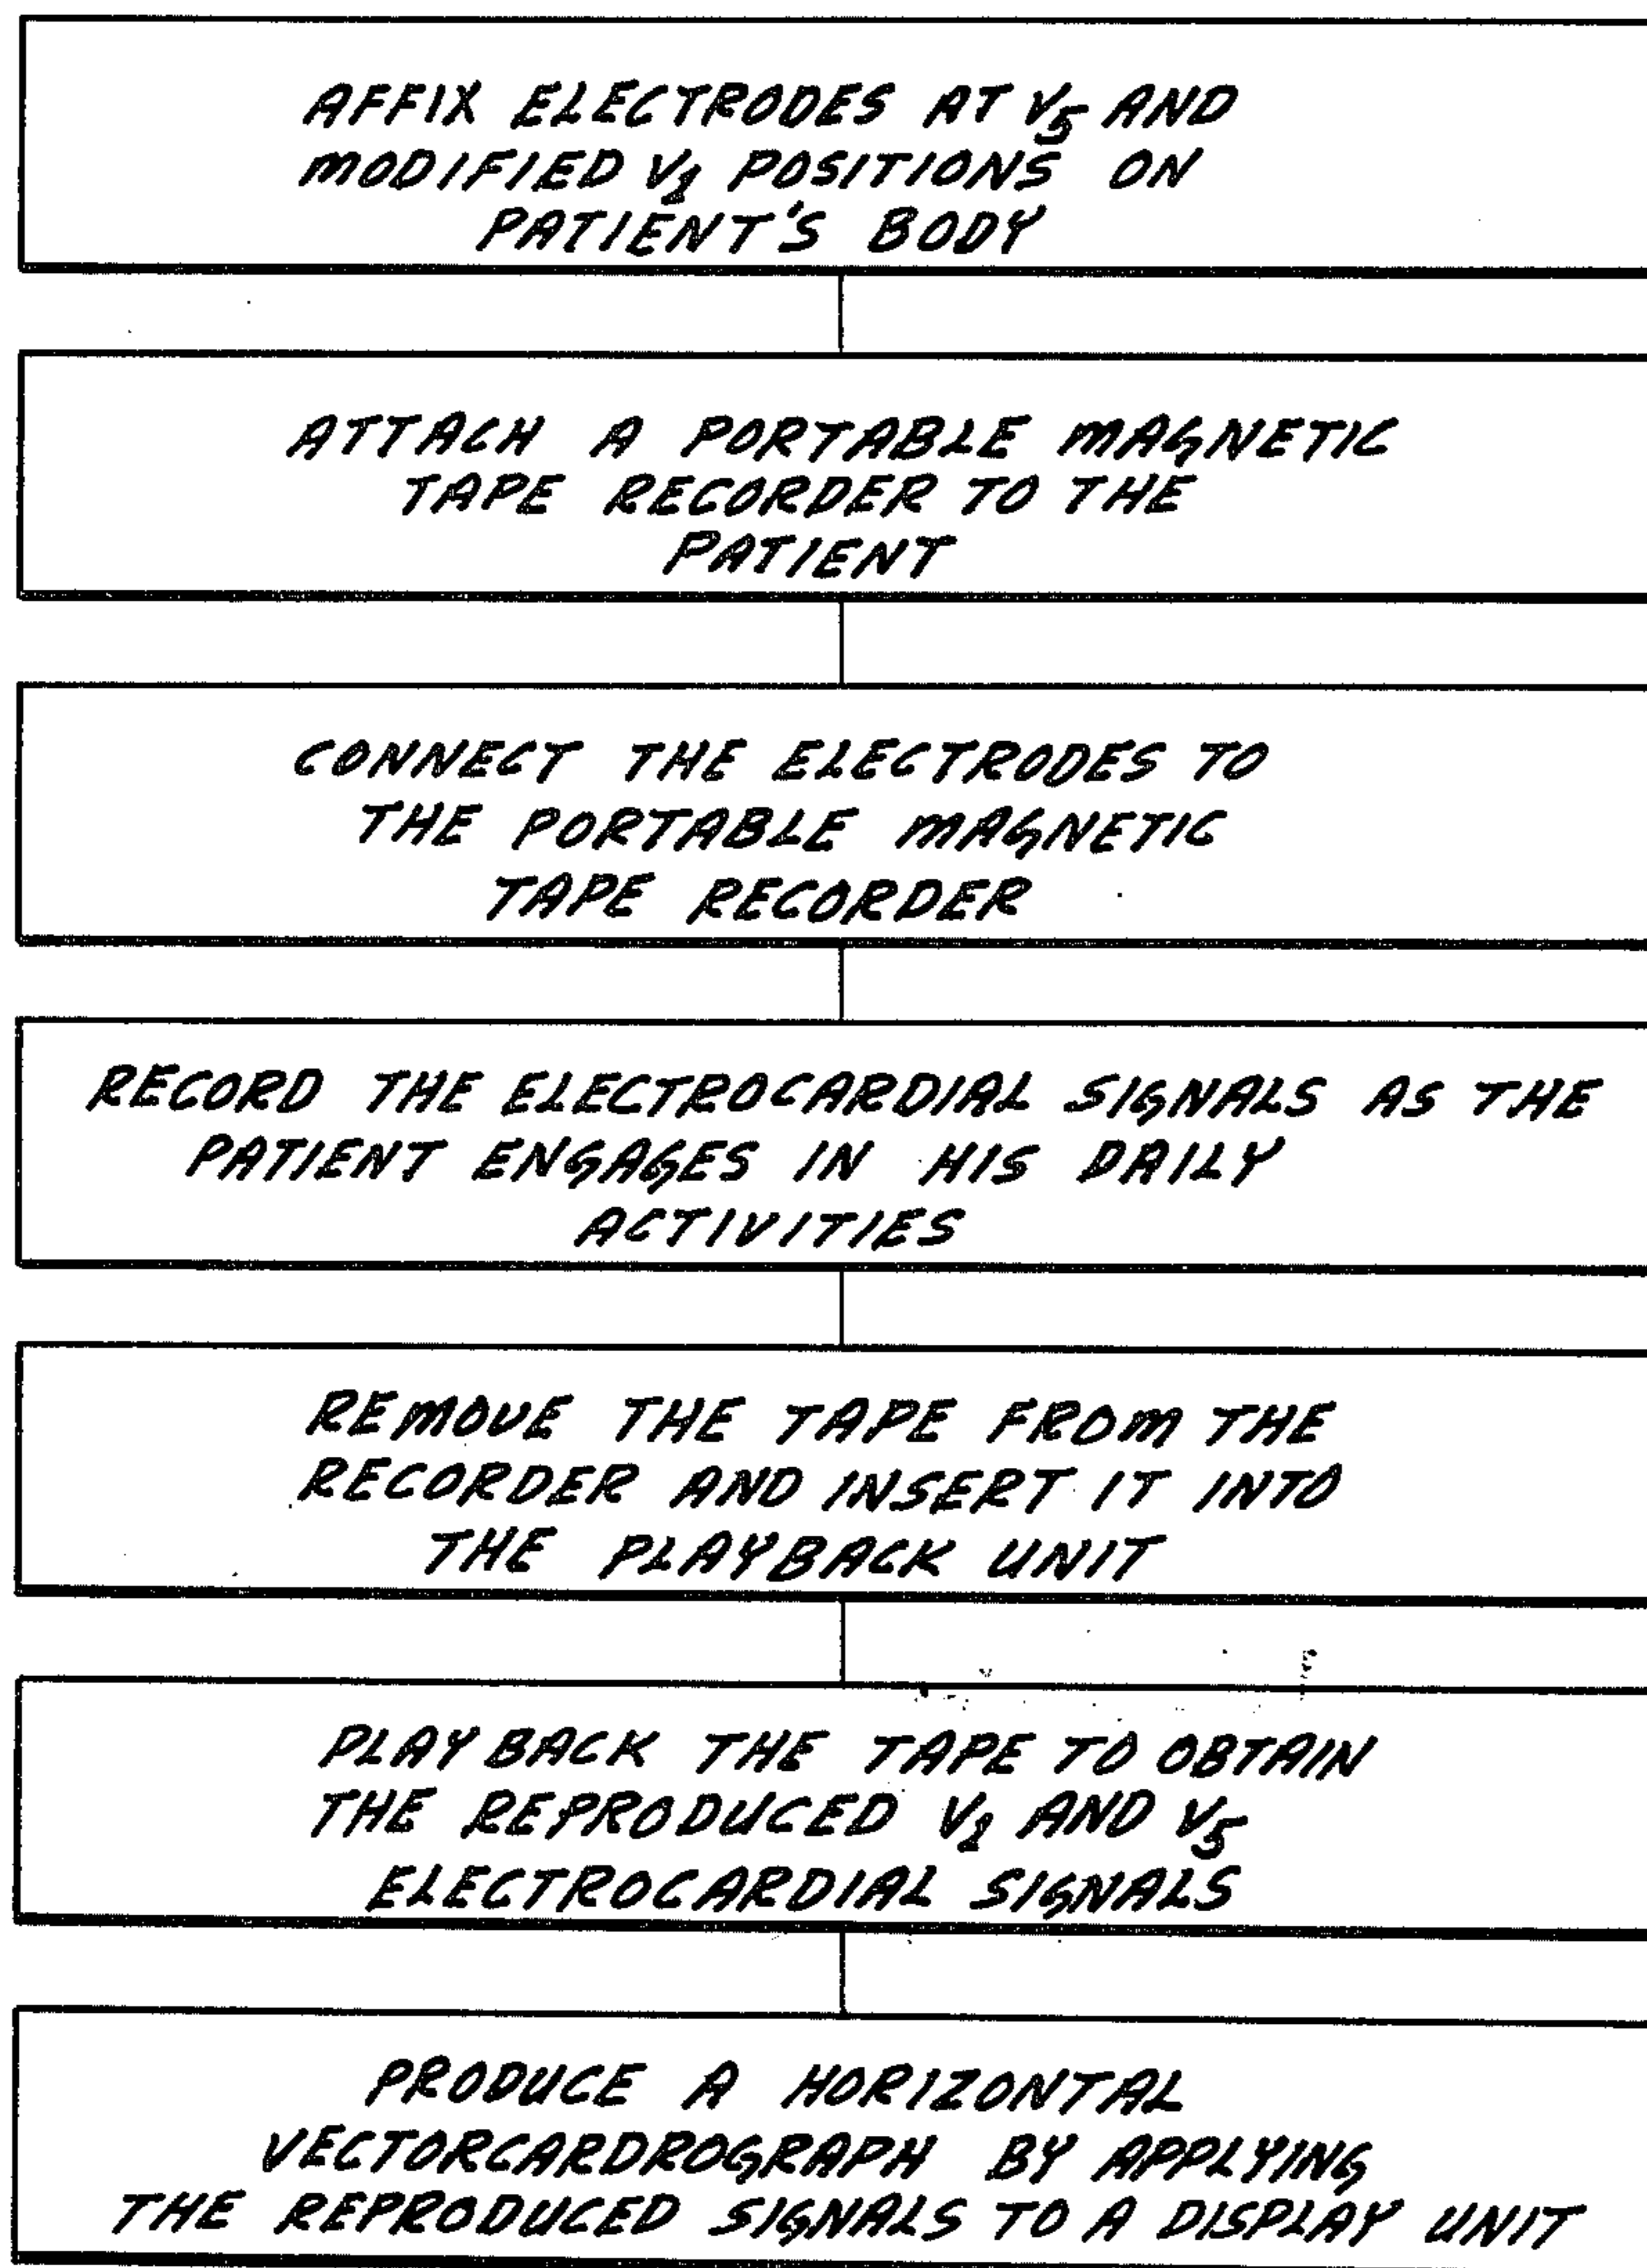 AFFIX ELECTRODES AT V5 AND
MODIFIED V1 POSITIONS ON
PATIENT'S BODY
ATTACH A PORTABLE MAGNETIC
TAPE RECORDER TO THE
PATIENT
CONNECT THE ELECTRODES TO
THE PORTABLE MAGNETIC
TAPE RECORDER
RECORD THE ELECTROCARDIAL SIGNALS AS THE
PATIENT ENGAGES IN HIS DAILY
ACTIVITIES
REMOVE THE TAPE FROM THE
RECORDER AND INSERT IT INTO
THE PLAYBACK UNIT
PLAY BACK THE TAPE TO OBTAIN
THE REPRODUCED V1 AND V5
ELECTROCARDIAL SIGNALS
PRODUCE A HORIZONTAL
VECTORCARDROGRAPH BY APPLYING
THE REPRODUCED SIGNALS TO A DISPLAY UNIT